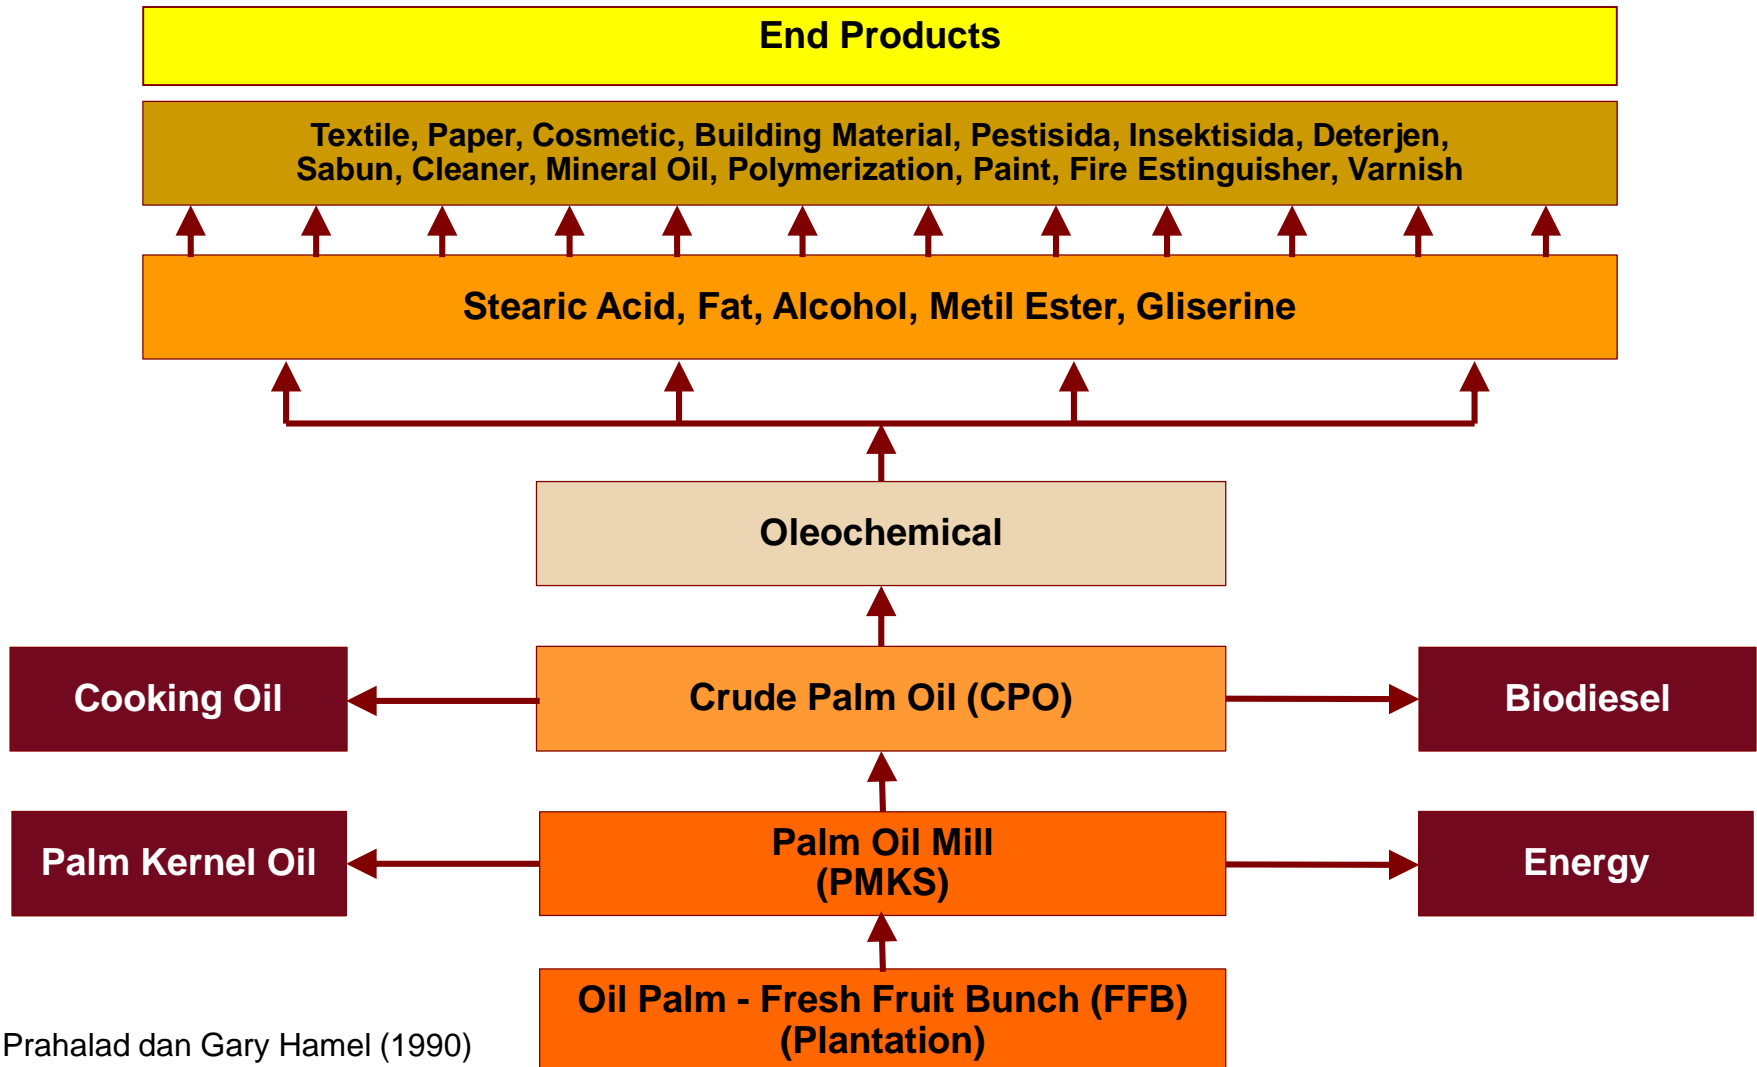 End Products
Textile, Paper, Cosmetic, Building Material, Pestisida, Insektisida, Deterjen,
Sabun, Cleaner, Mineral Oil, Polymerization, Paint, Fire Estinguisher, Varnish
Stearic Acid, Fat, Alcohol, Metil Ester, Gliserine
Oleochemical
Cooking Oil
Crude Palm Oil (CPO)
Biodiesel
Palm Kernel Oil
Palm Oil Mill
(PMKS)
Energy
Oil Palm - Fresh Fruit Bunch (FFB)
(Plantation)
Prahalad dan Gary Hamel (1990)